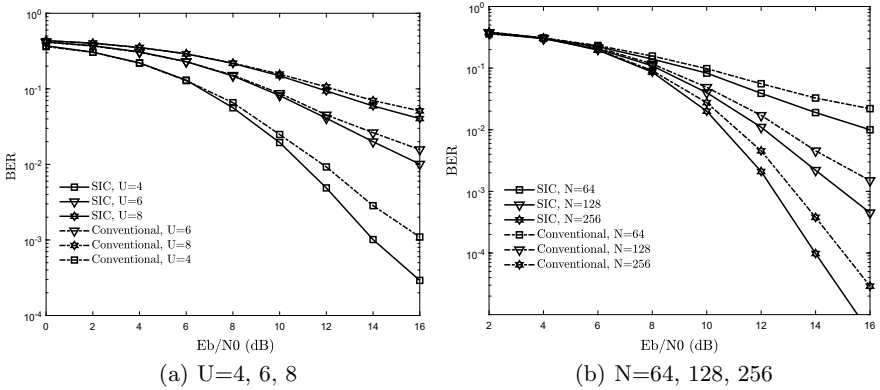 10^0
10^-1
10^-2
10^-3
10^-4
BER
SIC, U=4
SIC, U=6
SIC, U=8
Conventional, U=6
Conventional, U=8
Conventional, U=4
0 2 4 6 8 10 12 14 16
Eb/N0 (dB)
(a) U=4, 6, 8
10^0
10^-1
10^-2
10^-3
10^-4
BER
SIC, N=64
SIC, N=128
SIC, N=256
Conventional, N=64
Conventional, N=128
Conventional, N=256
2 4 6 8 10 12 14 16
Eb/N0 (dB)
(b) N=64, 128, 256